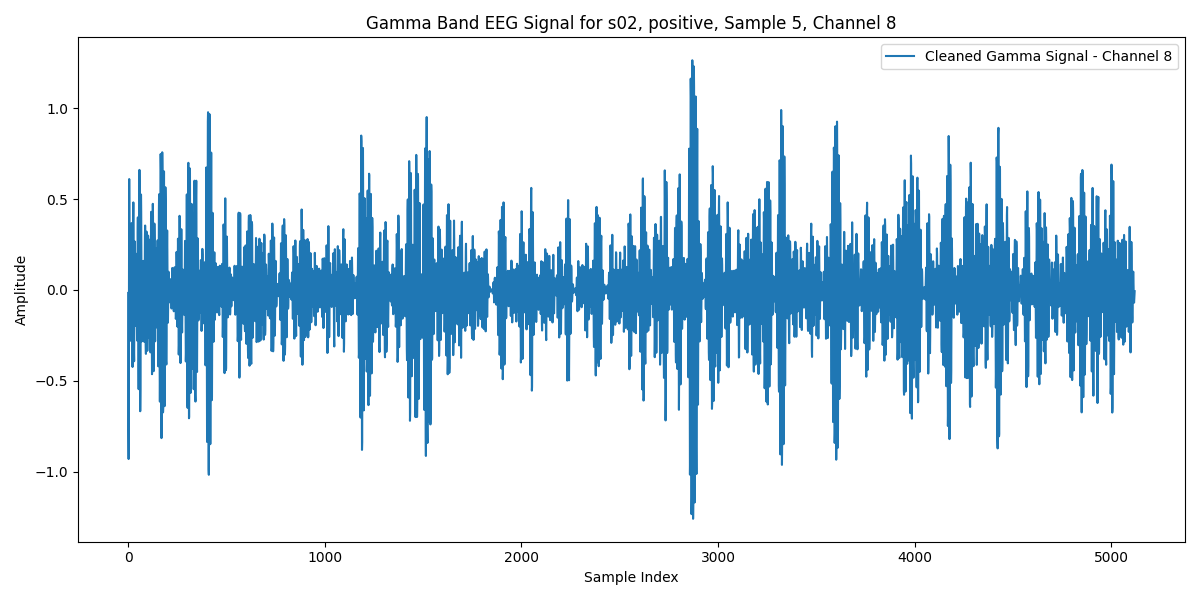 Gamma Band EEG Signal for s02, positive, Sample 5, Channel 8
Cleaned Gamma Signal - Channel 8
Amplitude
1.0
0.5
0.0
−0.5
−1.0
0 1000 2000 3000 4000 5000
Sample Index